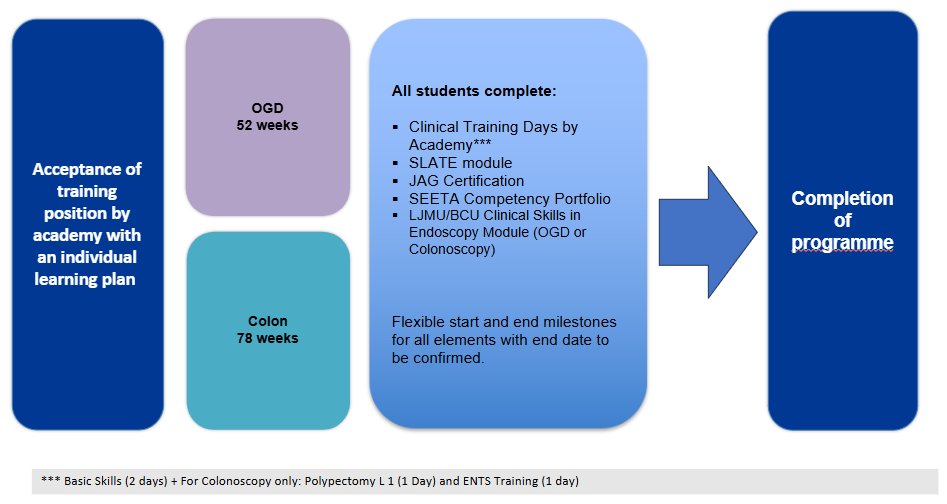 Acceptance of
training
position by
academy with
an individual
learning plan
OGD
52 weeks
Colon
78 weeks
All students complete:
▪ Clinical Training Days by
Academy***
▪ SLATE module
▪ JAG Certification
▪ SEETA Competency Portfolio
▪ LJMU/BCU Clinical Skills in
Endoscopy Module (OGD or
Colonoscopy)
Flexible start and end milestones
for all elements with end date to
be confirmed.
Completion
of
programme
*** Basic Skills (2 days) + For Colonoscopy only: Polypectomy L 1 (1 Day) and ENTS Training (1 day)